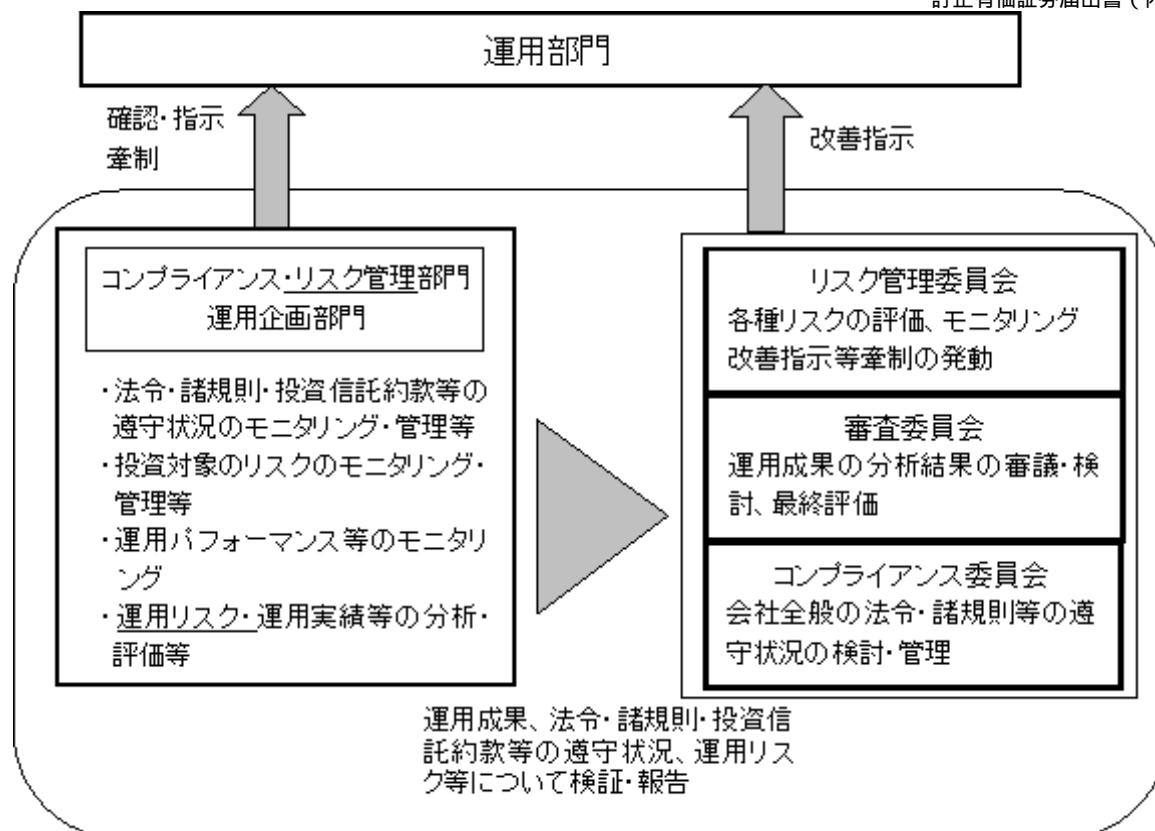 訂正有価証券届出書（内
運用部門
確認・指示
牽制
改善指示
コンプライアンス・リスク管理部門
運用企画部門
・法令・諸規則・投資信託約款等の
遵守状況のモニタリング・管理等
・投資対象のリスクのモニタリング・
管理等
・運用パフォーマンス等のモニタリ
ング
・運用リスク・運用実績等の分析・
評価等
リスク管理委員会
各種リスクの評価、モニタリング
改善指示等牽制の発動
審査委員会
運用成果の分析結果の審議・検
討、最終評価
コンプライアンス委員会
会社全般の法令・諸規則等の遵
守状況の検討・管理
運用成果、法令・諸規則・投資信
託約款等の遵守状況、運用リス
ク等について検証・報告